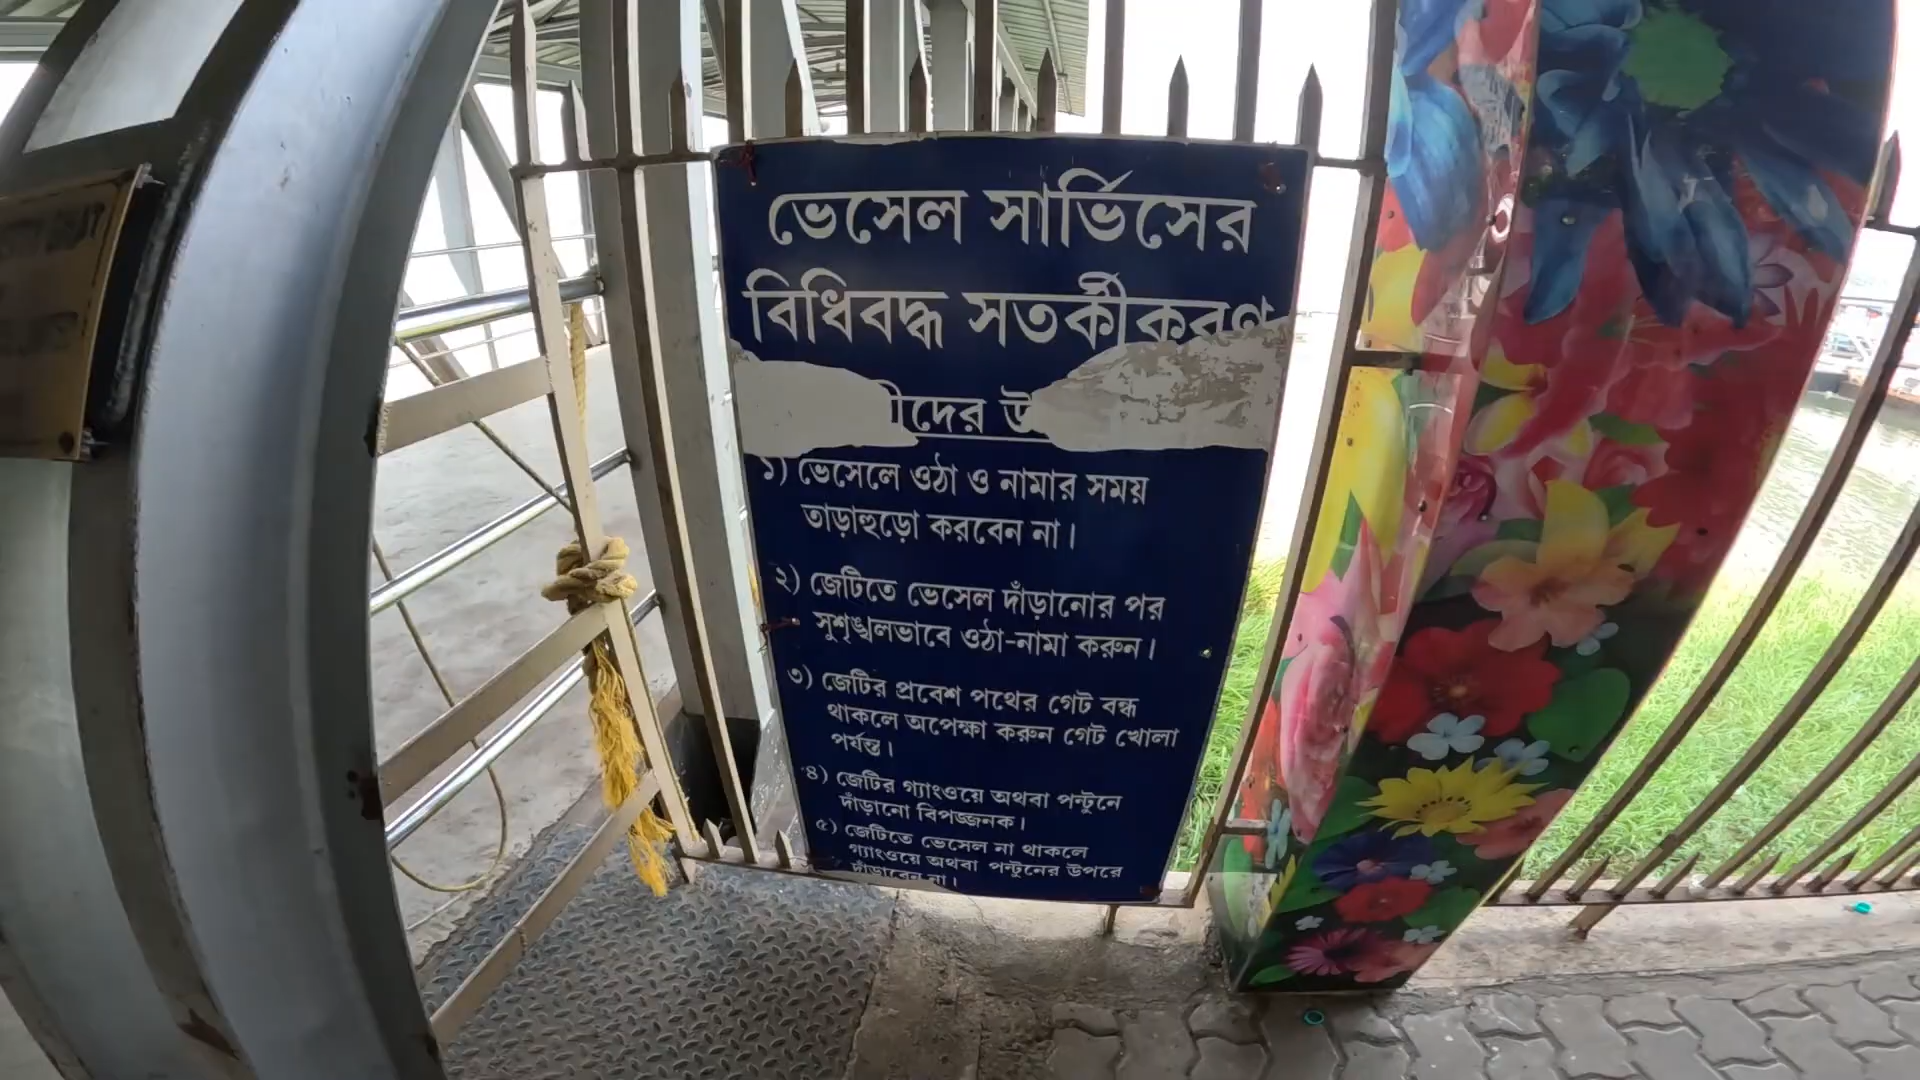 ভেসেল সার্ভিসের
বিধিবদ্ধ সতর্কীকরণ
১) ভেসেলে ওঠা ও নামার সময়
তাড়াহুড়ো করবেন না।
২) জেটিতে ভেসেল দাঁড়ানোর পর
সুশৃঙ্খলভাবে ওঠা-নামা করুন।
৩) জেটির প্রবেশ পথের গেট বন্ধ
থাকলে অপেক্ষা করুন গেট খোলা
পর্যন্ত।
৪) জেটির গ্যাংওয়ে অথবা পন্টুনে
দাঁড়ানো বিপজ্জনক।
৫) জেটিতে ভেসেল না থাকলে
গ্যাংওয়ে অথবা পন্টুনের উপরে
দাঁড়াবেন না।